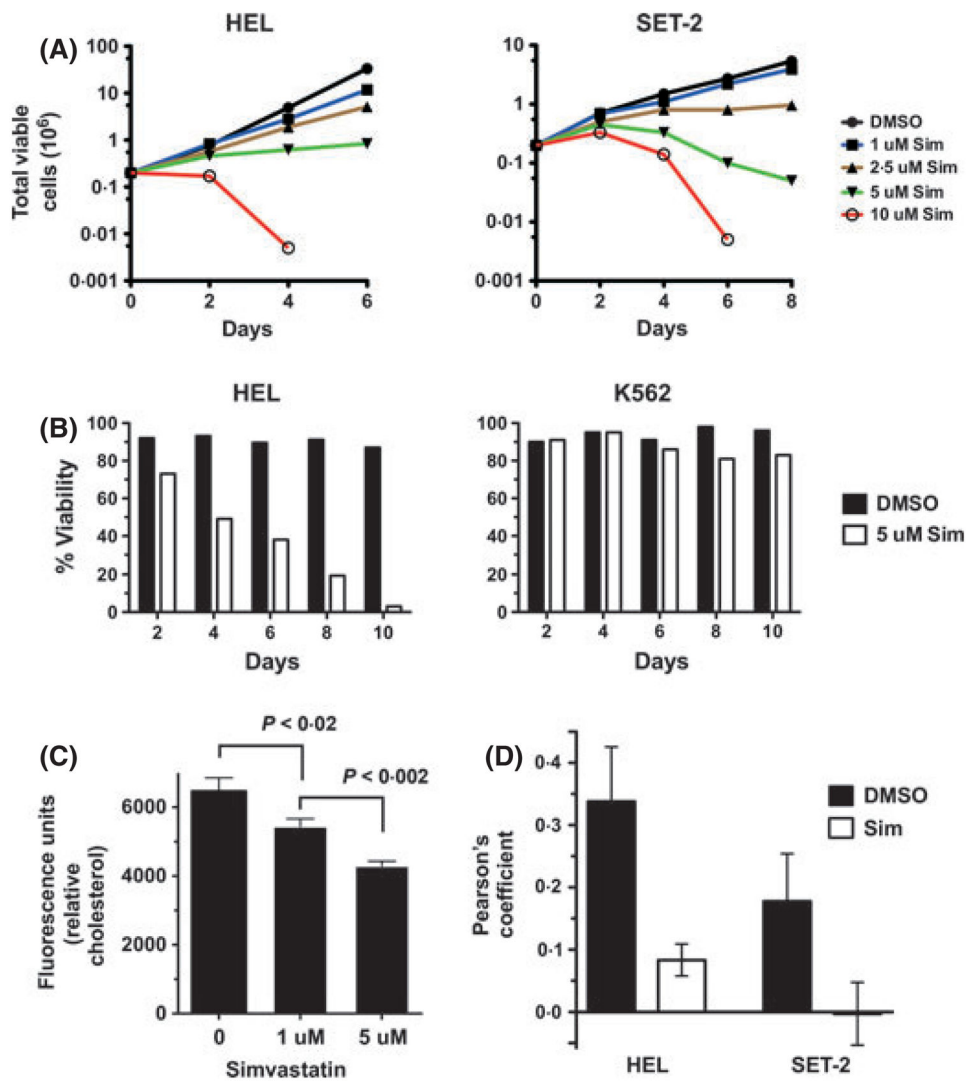 (A)
HEL
Total viable
cells (10⁶)
100
10
1
0·1
0·01
0·001
0 2 4 6
Days
SET-2
10
1
0·1
0·01
0·001
0 2 4 6 8
Days
DMSO
1 uM Sim
2·5 uM Sim
5 uM Sim
10 uM Sim
(B)
HEL
% Viability
100
80
60
40
20
0
2 4 6 8 10
Days
K562
100
80
60
40
20
0
2 4 6 8 10
Days
DMSO
5 uM Sim
(C)
P < 0·02
P < 0·002
Fluorescence units
(relative
cholesterol)
6000
4000
2000
0
0 1 uM 5 uM
Simvastatin
(D)
Pearson's
coefficient
0·4
0·3
0·2
0·1
0·0
HEL SET-2
DMSO
Sim